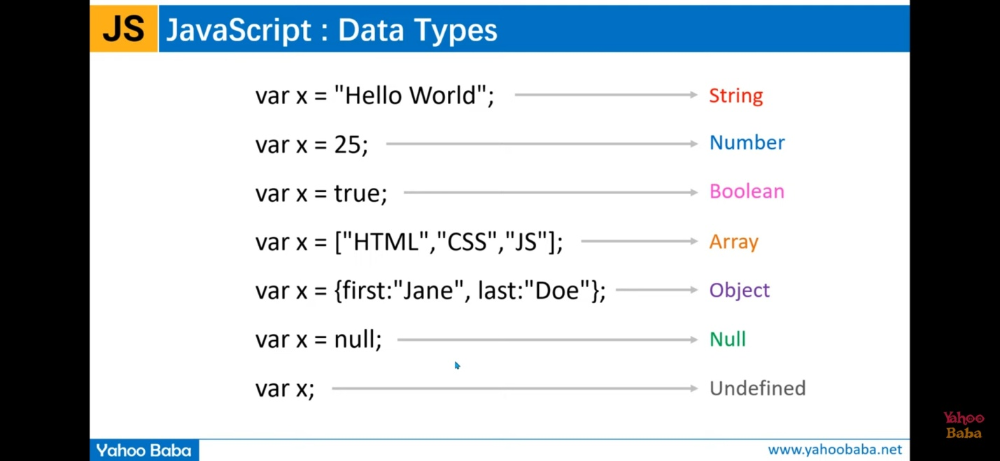 JS JavaScript : Data Types
var x = "Hello World"; String
var x = 25; Number
var x = true; Boolean
var x = ["HTML","CSS","JS"]; Array
var x = {first:"Jane", last:"Doe"}; Object
var x = null; Null
var x; Undefined
Yahoo
Baba
Yahoo Baba www.yahoobaba.net